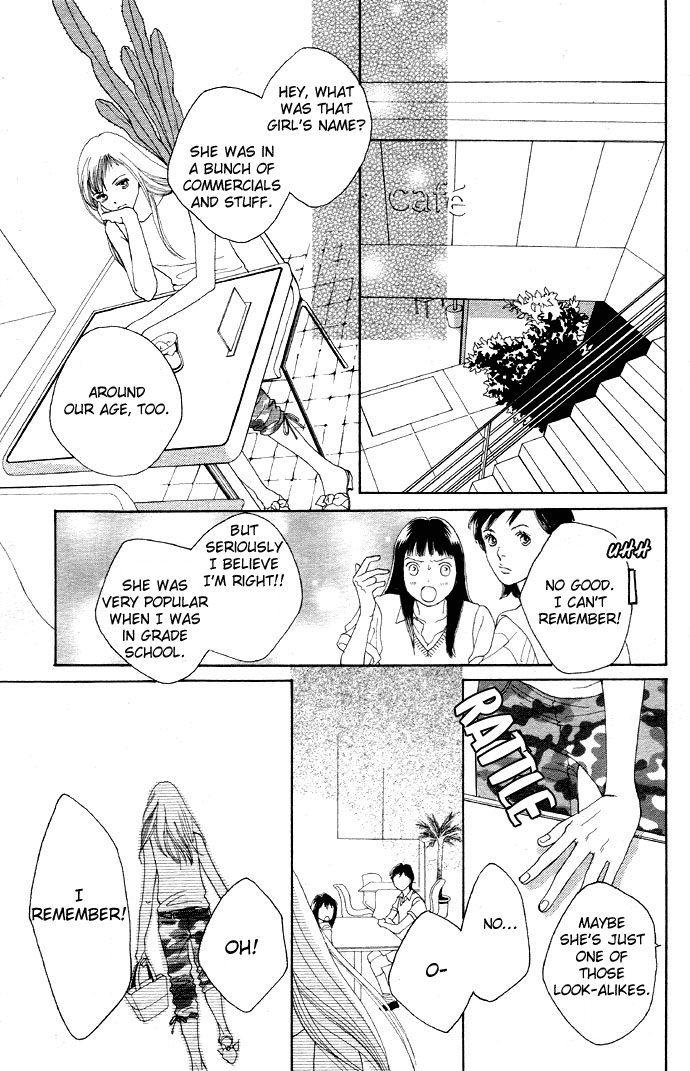 café
HEY, WHAT
WAS THAT
GIRL'S NAME?
SHE WAS IN
A BUNCH OF
COMMERCIALS
AND STUFF.
AROUND
OUR AGE, TOO.
UHH
NO GOOD.
I CAN'T
REMEMBER!
BUT
SERIOUSLY
I BELIEVE
I'M RIGHT!!
SHE WAS
VERY POPULAR
WHEN I WAS
IN GRADE
SCHOOL.
RATTLE
MAYBE
SHE'S JUST
ONE OF
THOSE
LOOK-ALIKES.
NO...
O-
OH!
I
REMEMBER!